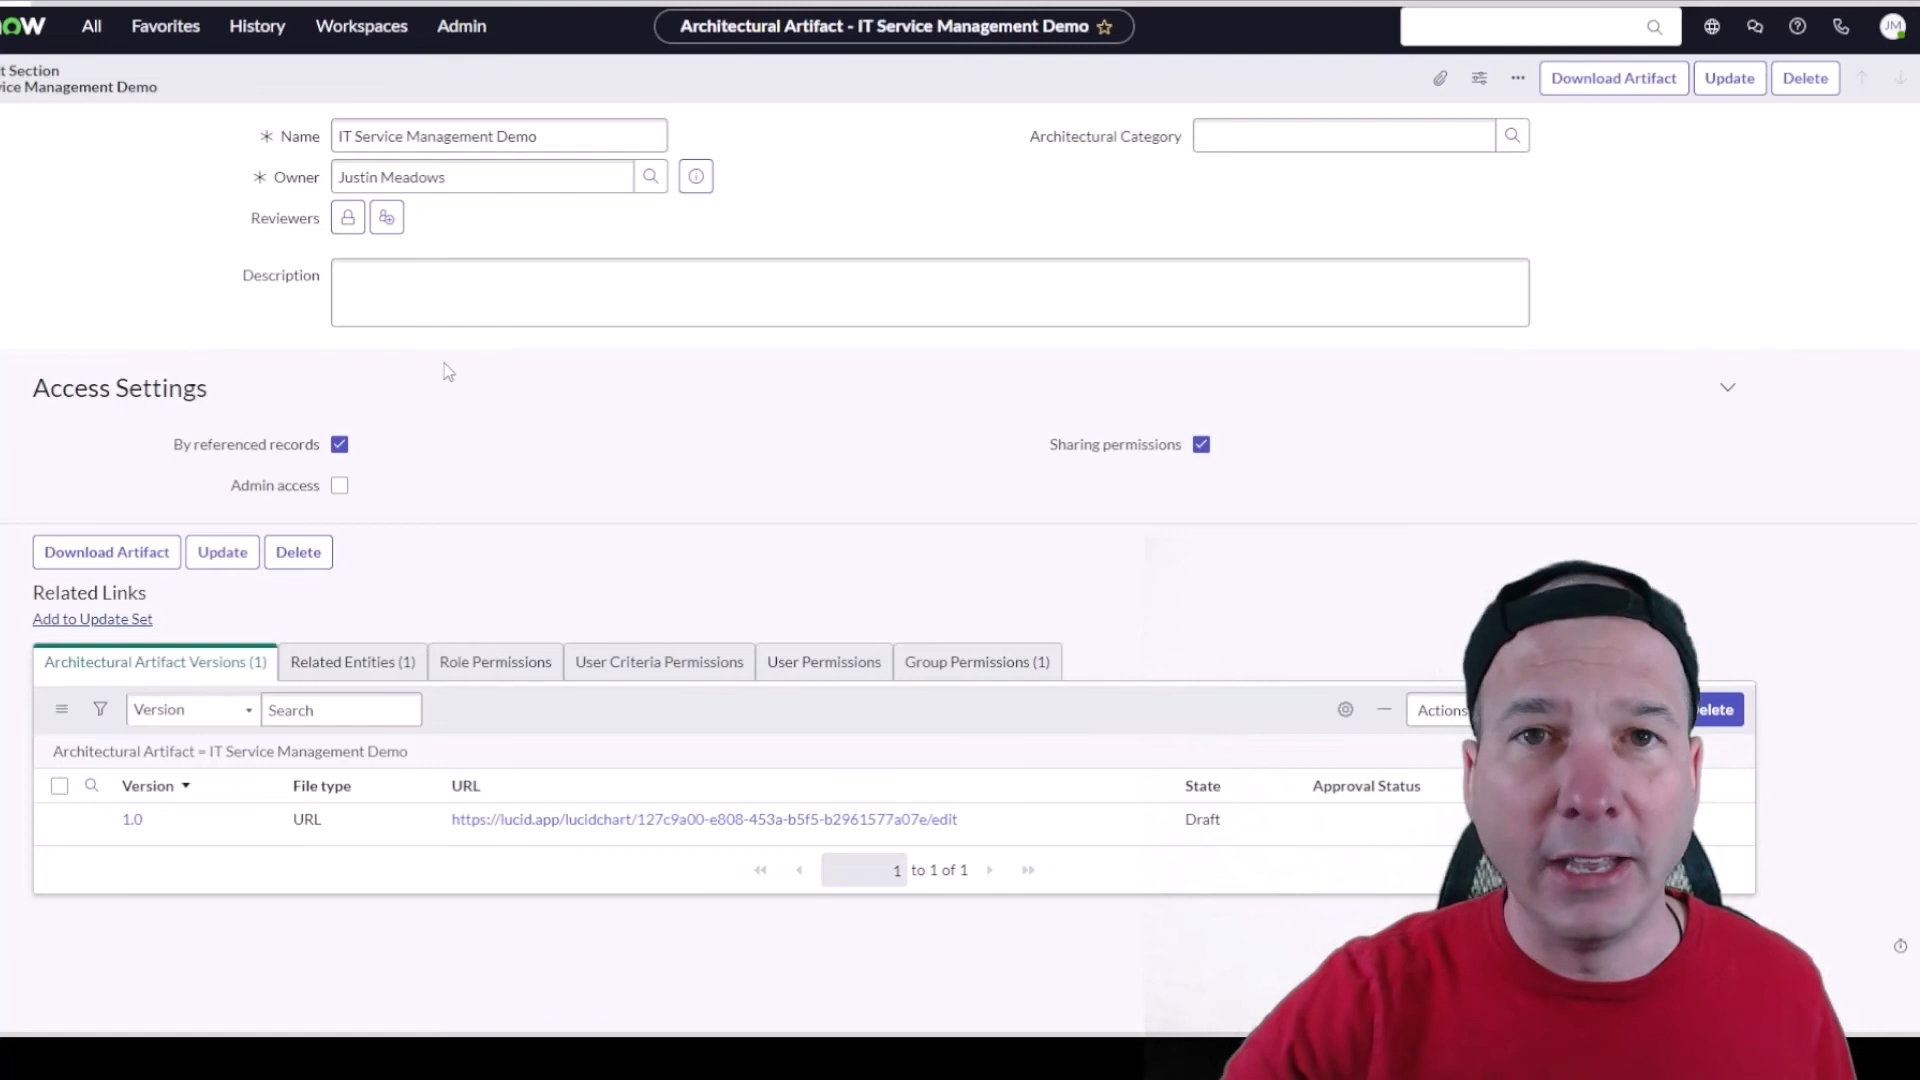 now All Favorites History Workspaces Admin Architectural Artifact - IT Service Management Demo JM
t Section
vice Management Demo
Download Artifact Update Delete
Name IT Service Management Demo Architectural Category
Owner Justin Meadows
Reviewers
Description
Access Settings
By referenced records Sharing permissions
Admin access
Download Artifact Update Delete
Related Links
Add to Update Set
Architectural Artifact Versions (1) Related Entities (1) Role Permissions User Criteria Permissions User Permissions Group Permissions (1)
Version Search Actions elete
Architectural Artifact = IT Service Management Demo
Version File type URL State Approval Status
1.0 URL https://lucid.app/lucidchart/127c9a00-e808-453a-b5f5-b2961577a07e/edit Draft
1 to 1 of 1